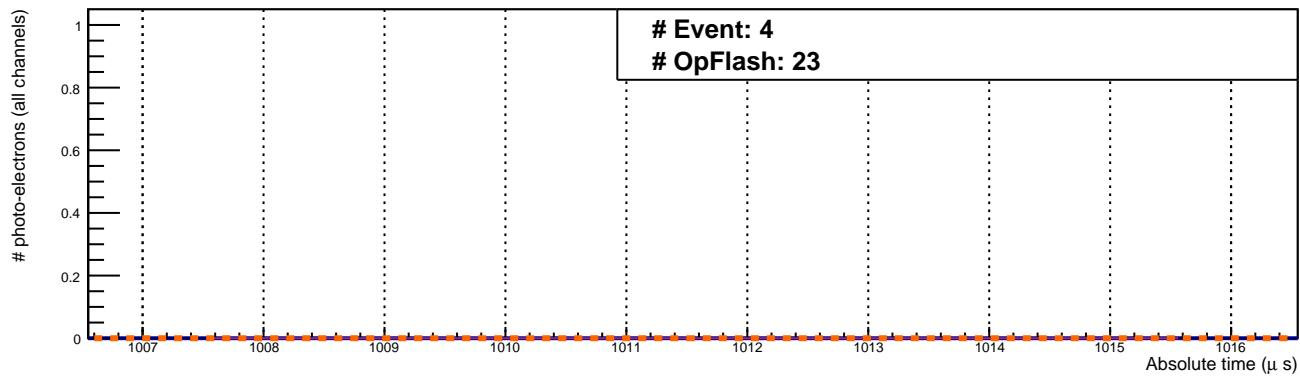 # photo-electrons (all channels)
1
0.8
0.6
0.4
0.2
0
# Event: 4
# OpFlash: 23
1007 1008 1009 1010 1011 1012 1013 1014 1015 1016
Absolute time (μ s)